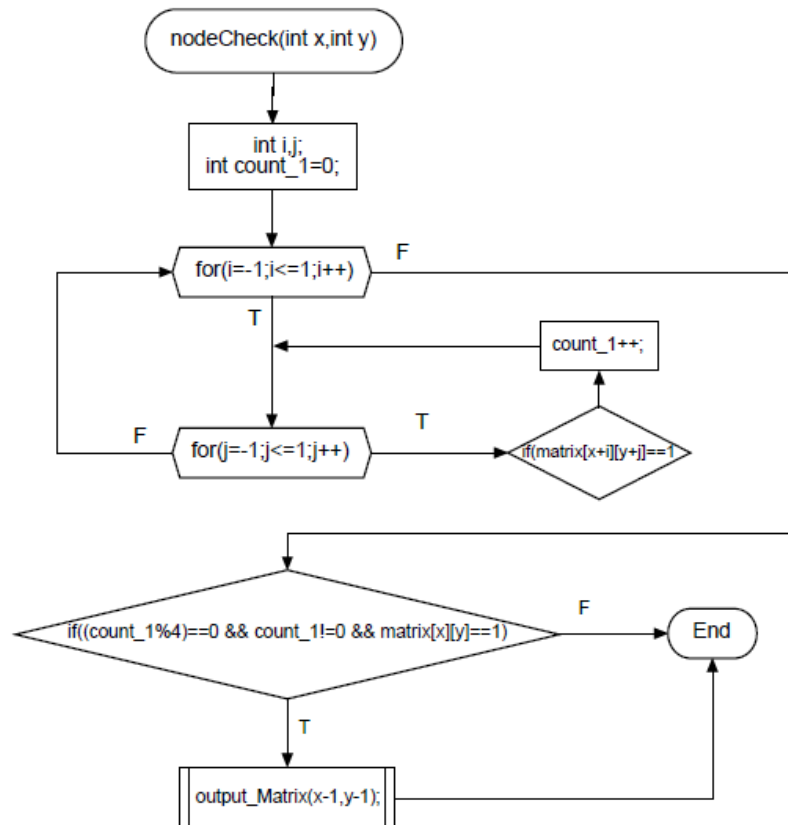 nodeCheck(int x,int y)
int i,j;
int count_1=0;
for(i=-1;i<=1;i++)
F
T
count_1++;
F
for(j=-1;j<=1;j++)
T
if(matrix[x+i][y+j]==1
if((count_1%4)==0 && count_1!=0 && matrix[x][y]==1)
F
End
T
output_Matrix(x-1,y-1);